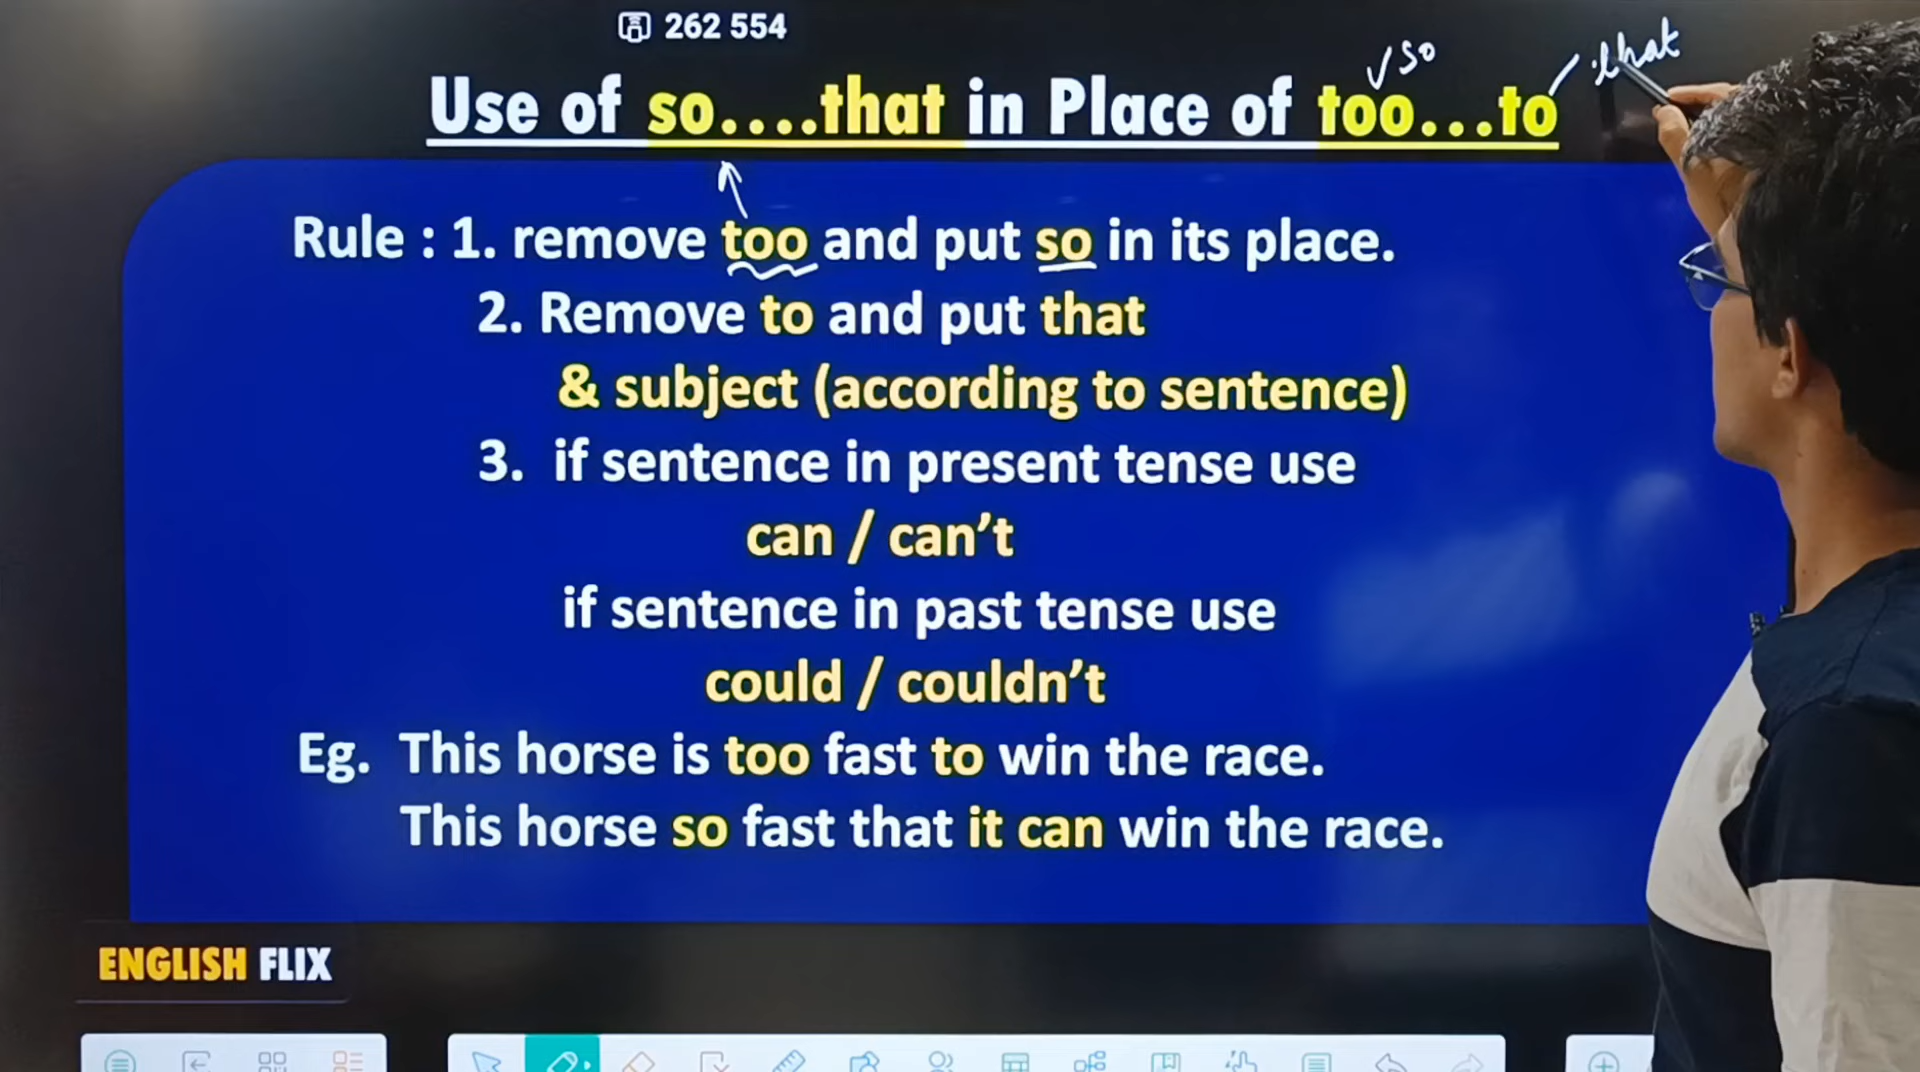 262 554
so that
Use of so....that in Place of too...to
Rule : 1. remove too and put so in its place.
2. Remove to and put that
& subject (according to sentence)
3. if sentence in present tense use
can / can’t
if sentence in past tense use
could / couldn’t
Eg. This horse is too fast to win the race.
This horse so fast that it can win the race.
ENGLISH FLIX